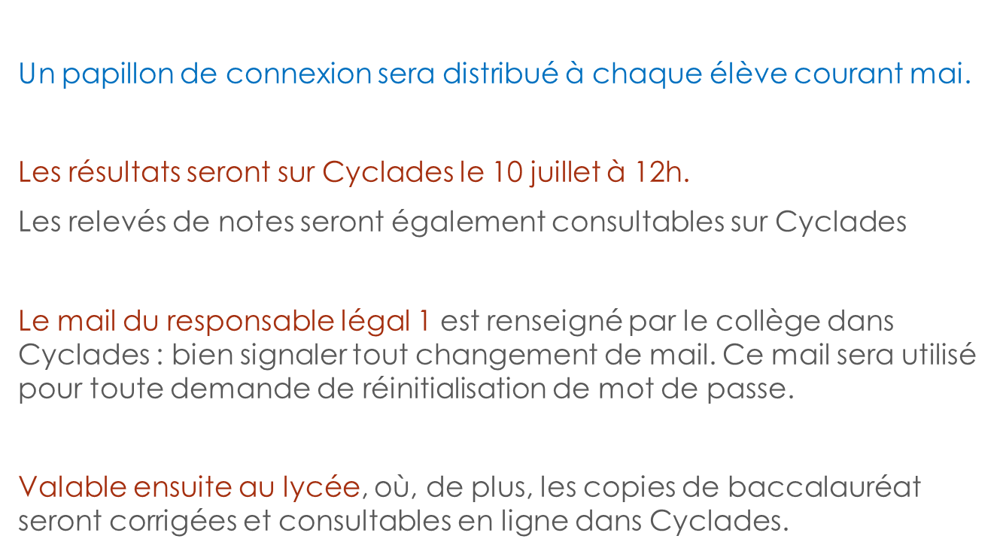 Un papillon de connexion sera distribué à chaque élève courant mai.
Les résultats seront sur Cyclades le 10 juillet à 12h.
Les relevés de notes seront également consultables sur Cyclades
Le mail du responsable légal 1 est renseigné par le collège dans
Cyclades : bien signaler tout changement de mail. Ce mail sera utilisé
pour toute demande de réinitialisation de mot de passe.
Valable ensuite au lycée, où, de plus, les copies de baccalauréat
seront corrigées et consultables en ligne dans Cyclades.